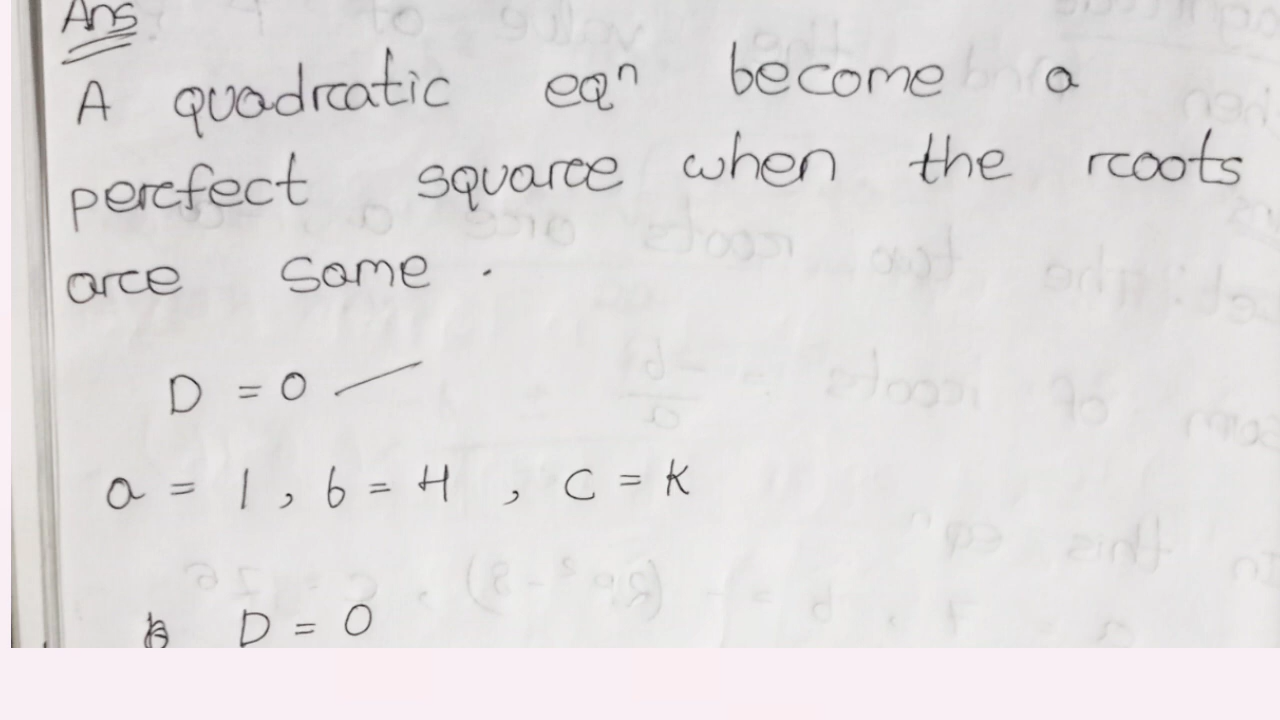 Ans
A quadratic eqⁿ become a
perfect square when the roots
are same .
D = 0
a = 1 , b = 4 , c = k
D = 0